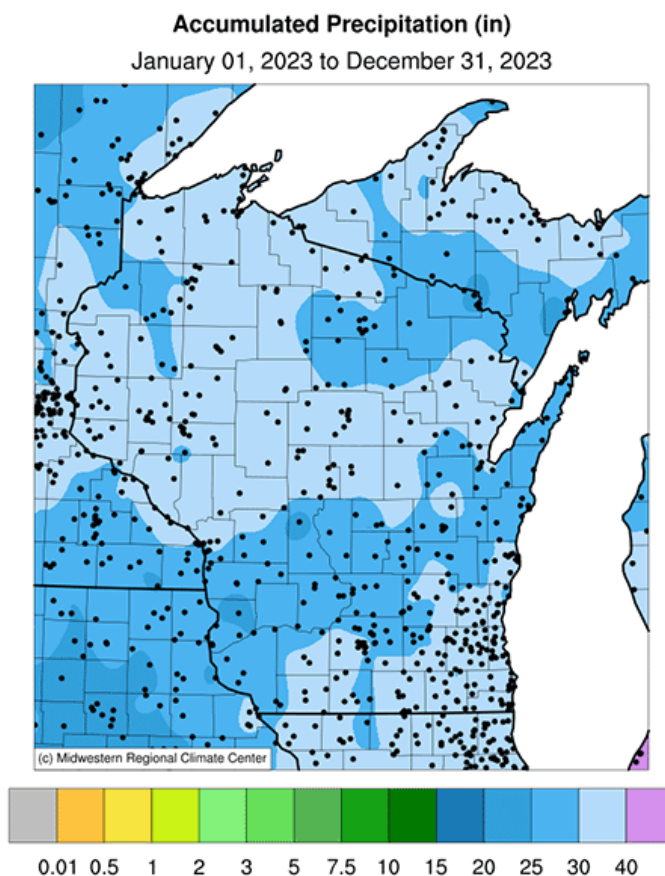 Accumulated Precipitation (in)
January 01, 2023 to December 31, 2023
(c) Midwestern Regional Climate Center
0.01 0.5 1 2 3 5 7.5 10 15 20 25 30 40